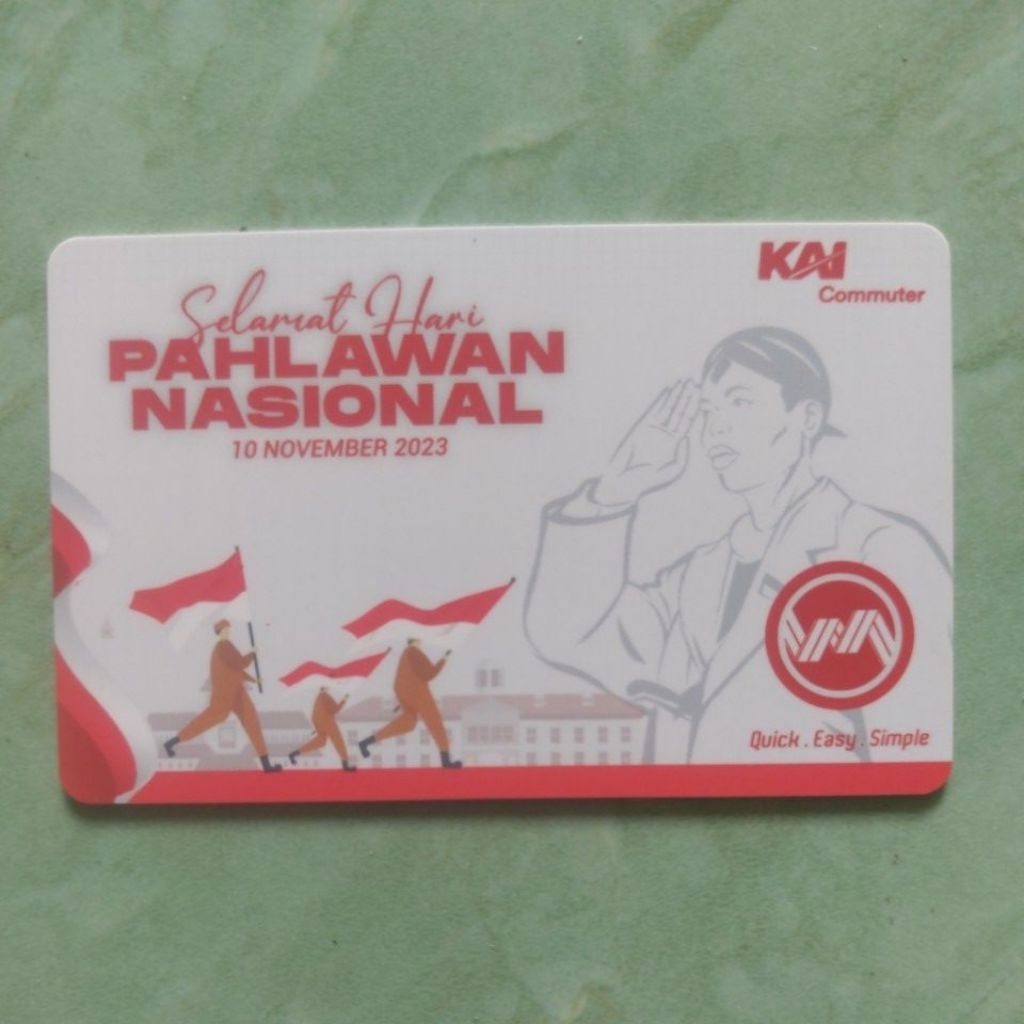 Selamat Hari
PAHLAWAN
NASIONAL
10 NOVEMBER 2023
KAI
Commuter
Quick . Easy . Simple